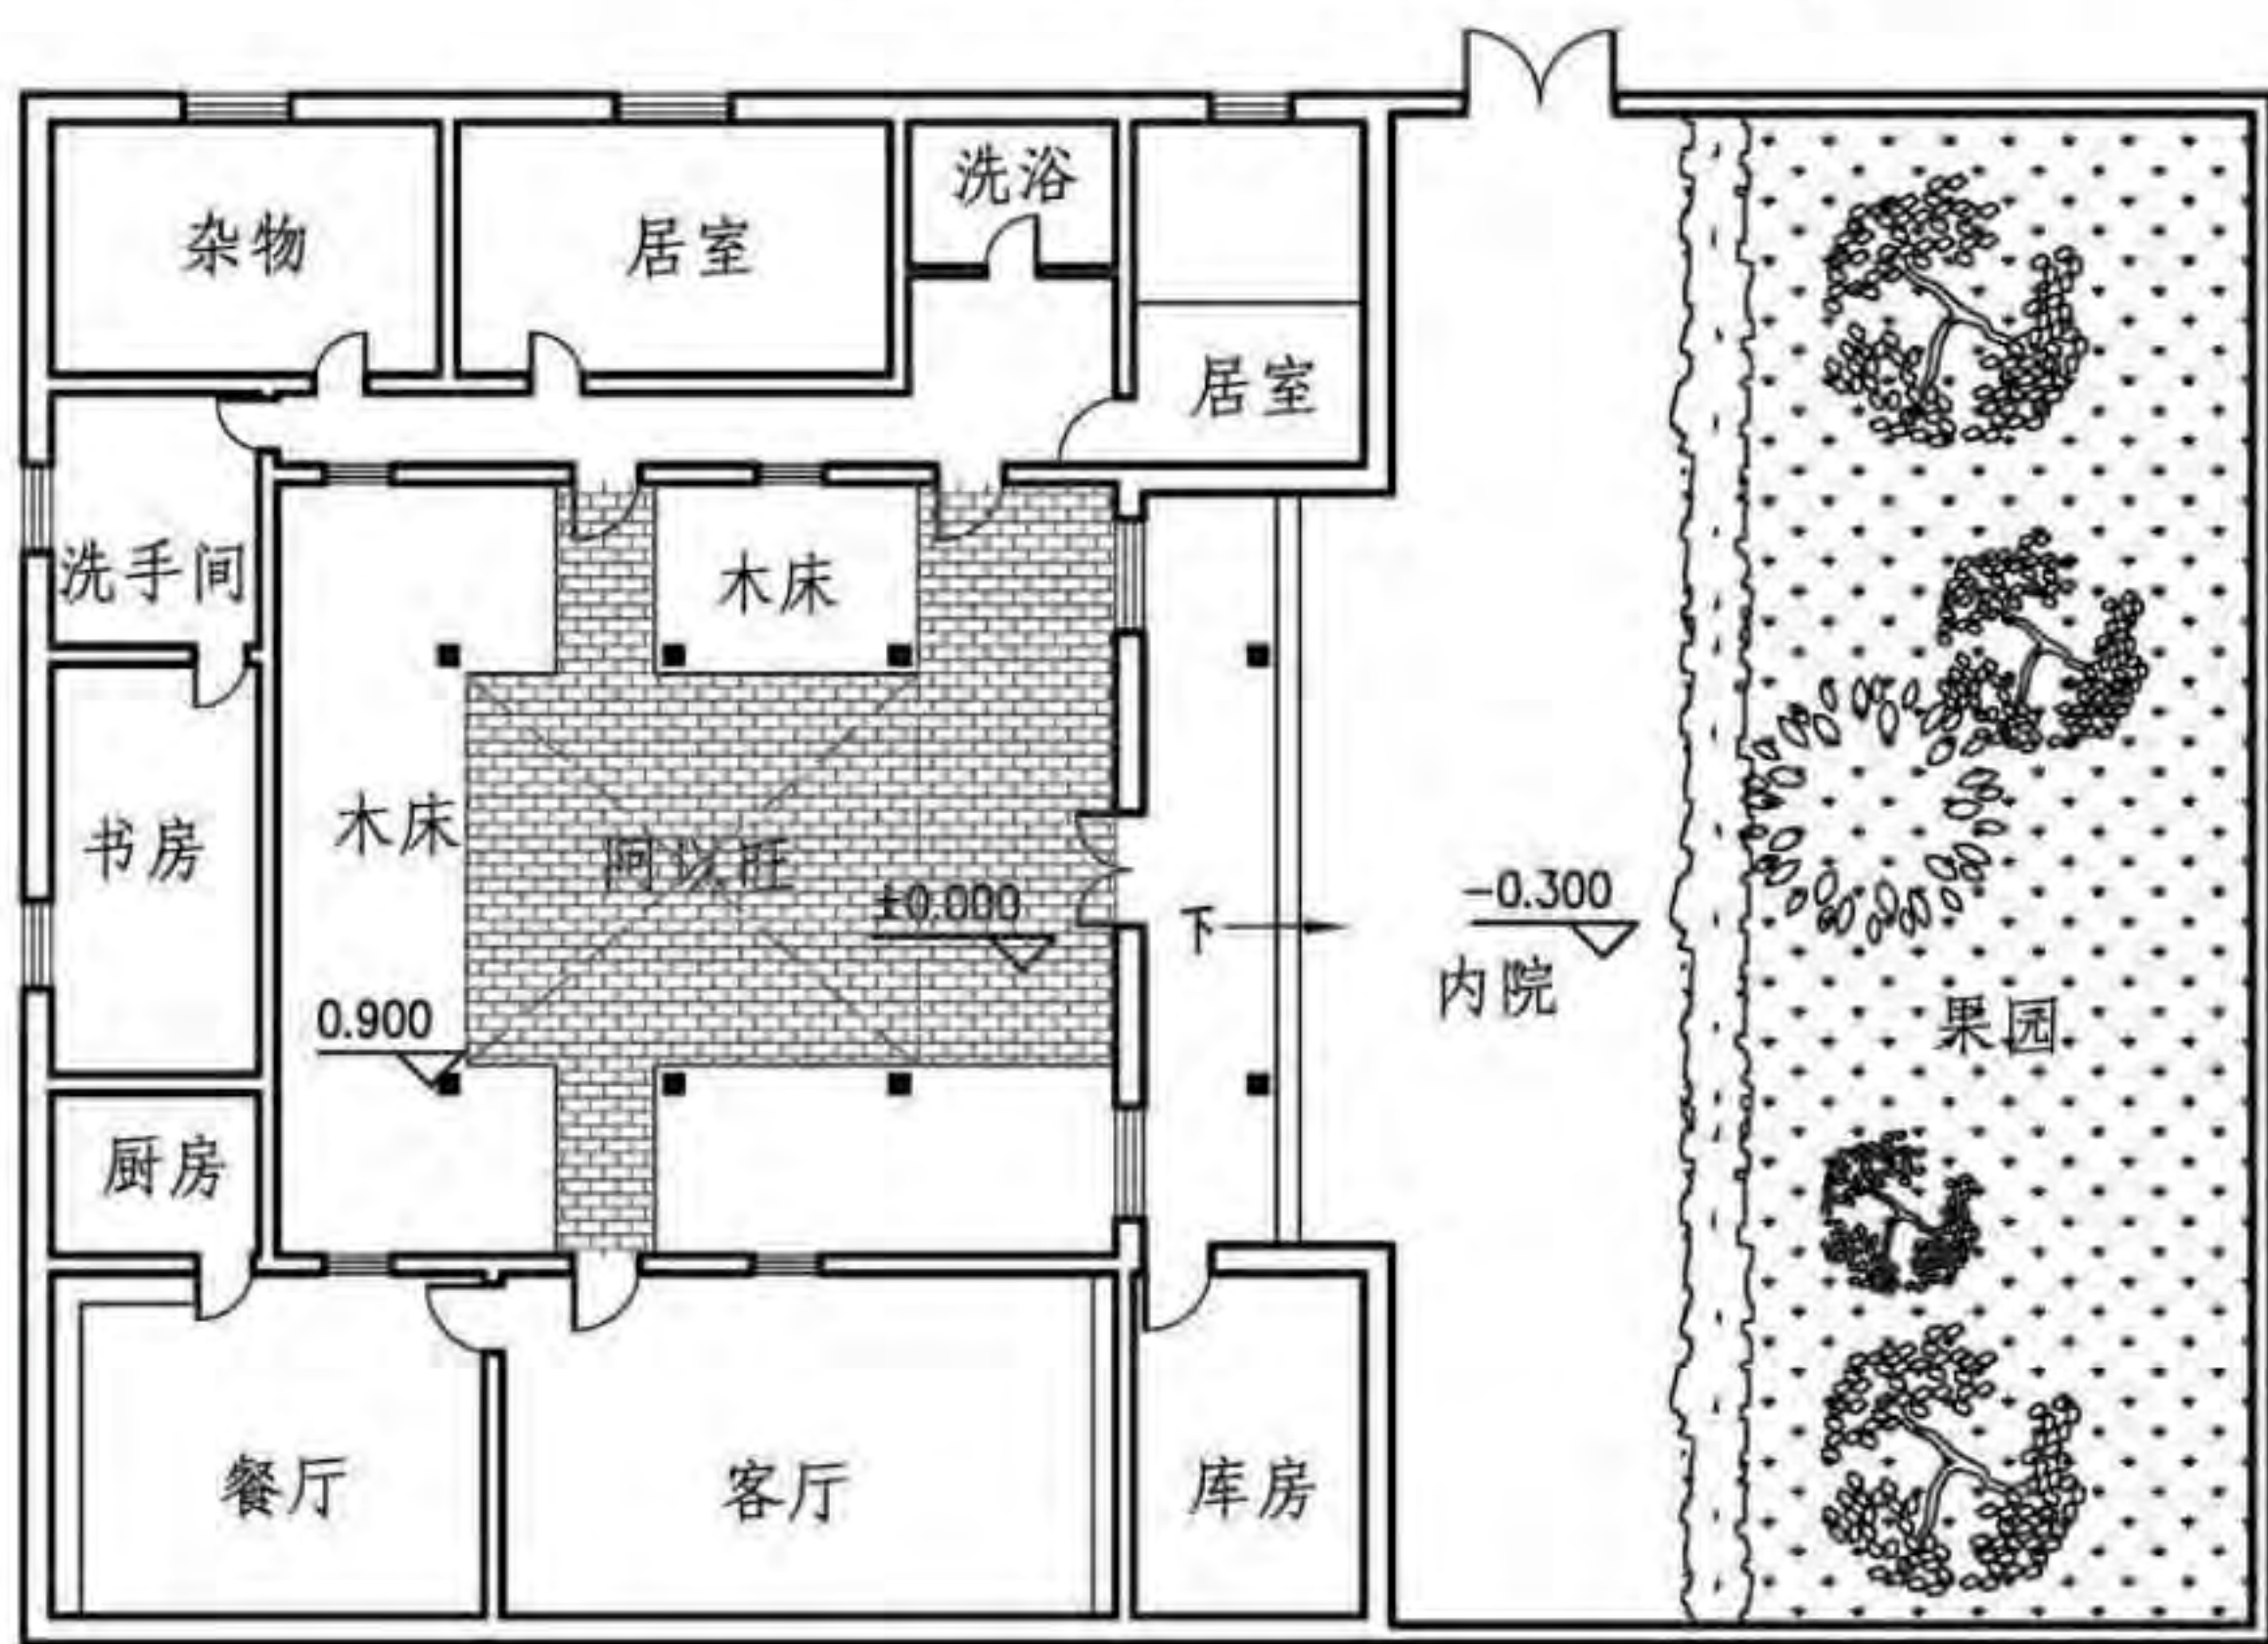 洗浴
杂物
居室
居室
洗手间
木床
木床
书房
阿以旺
±0.000
下
-0.300
内院
0.900
果园
厨房
餐厅
客厅
库房